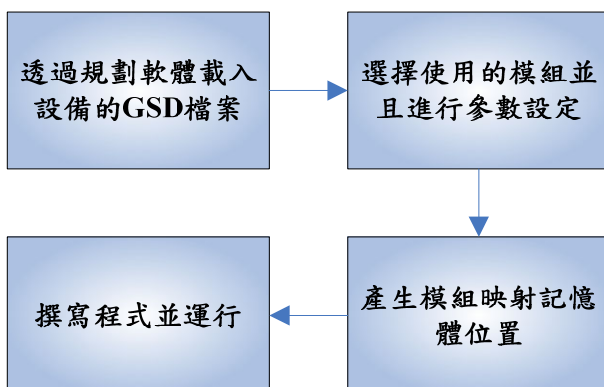 透過規劃軟體載入
設備的GSD檔案
選擇使用的模組並
且進行參數設定
產生模組映射記憶
體位置
撰寫程式並運行